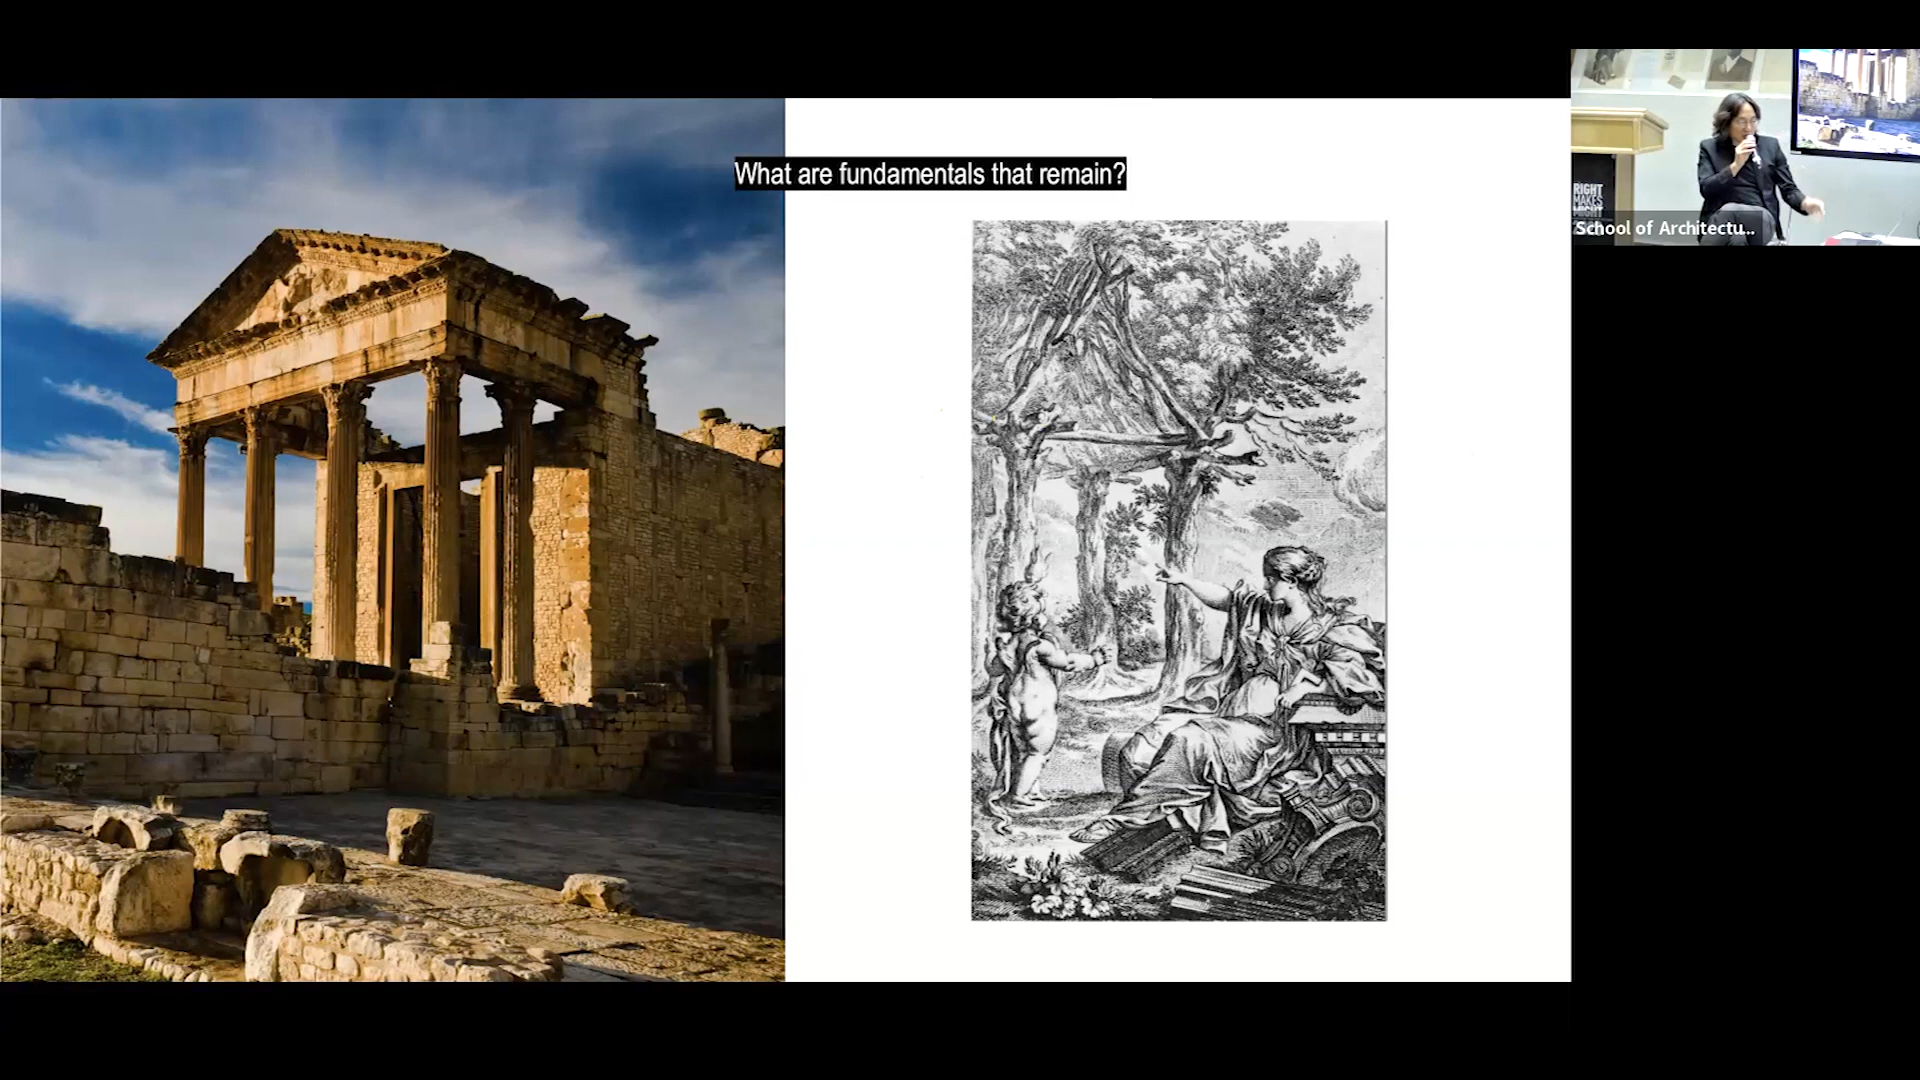 What are fundamentals that remain?
RIGHT
MAKES
MIGHT
School of Architectu...